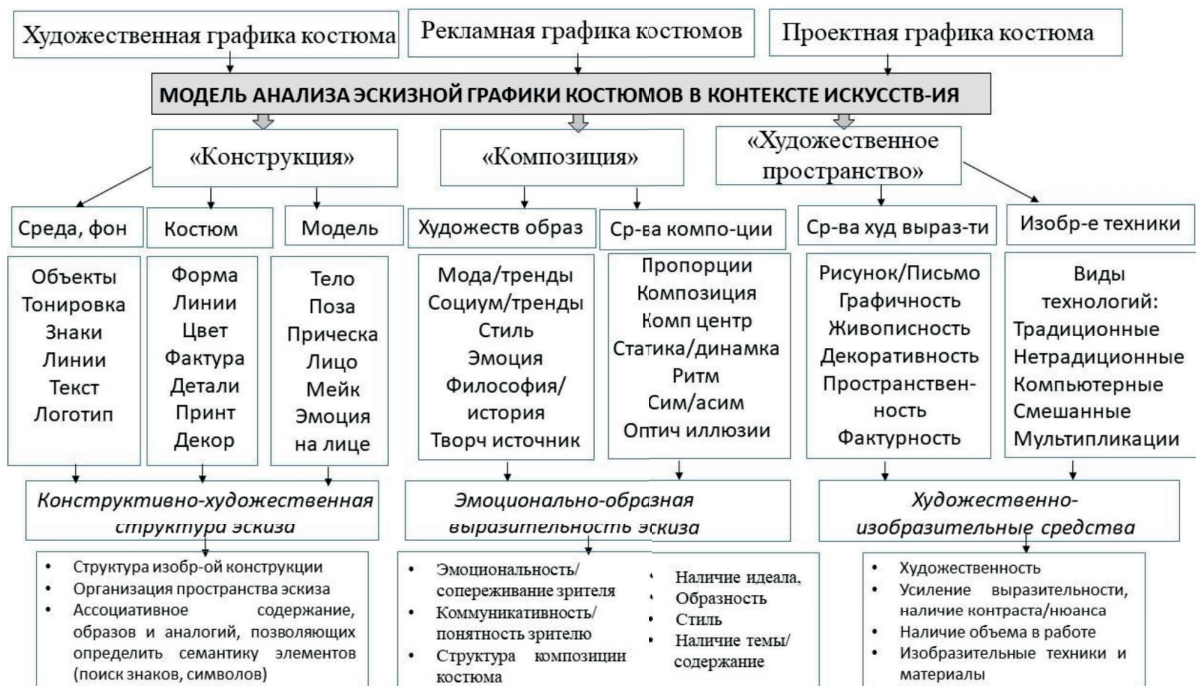 Художественная графика костюма
Рекламная графика костюмов
Проектная графика костюма
МОДЕЛЬ АНАЛИЗА ЭСКИЗНОЙ ГРАФИКИ КОСТЮМОВ В КОНТЕКСТЕ ИСКУССТВ-ИЯ
«Конструкция»
«Композиция»
«Художественное
пространство»
Среда, фон
Костюм
Модель
Художеств образ
Ср-ва компо-ции
Ср-ва худ выраз-ти
Изобр-е техники
Объекты
Тонировка
Знаки
Линии
Текст
Логотип
Форма
Линии
Цвет
Фактура
Детали
Принт
Декор
Тело
Поза
Прическа
Лицо
Мейк
Эмоция
на лице
Мода/тренды
Социум/тренды
Стиль
Эмоция
Философия/
история
Творч источник
Пропорции
Композиция
Комп центр
Статика/динамка
Ритм
Сим/асим
Оптич иллюзии
Рисунок/Письмо
Графичность
Живописность
Декоративность
Пространствен-
ность
Фактурность
Виды
технологий:
Традиционные
Нетрадиционные
Компьютерные
Смешанные
Мультипликации
Конструктивно-художественная
структура эскиза
Эмоционально-образная
выразительность эскиза
Художественно-
изобразительные средства
• Структура изобр-ой конструкции
• Организация пространства эскиза
• Ассоциативное содержание,
образов и аналогий, позволяющих
определить семантику элементов
(поиск знаков, символов)
• Эмоциональность/
сопереживание зрителя
• Коммуникативность/
понятность зрителю
• Структура композиции
костюма
• Наличие идеала,
• Образность
• Стиль
• Наличие темы/
содержание
• Художественность
• Усиление выразительности,
наличие контраста/нюанса
• Наличие объема в работе
• Изобразительные техники и
материалы